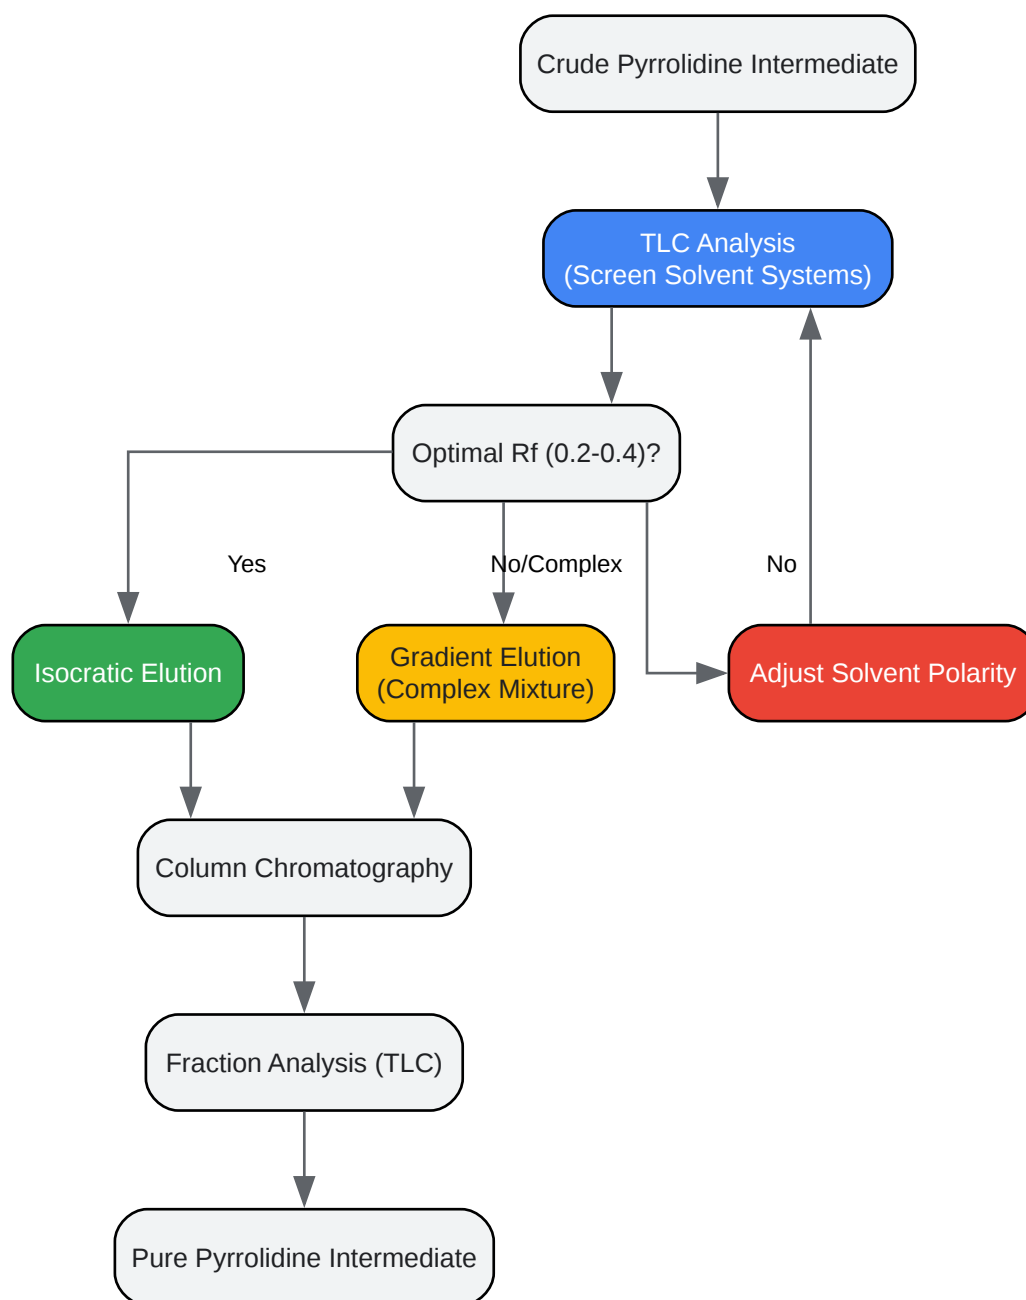 Crude Pyrrolidine Intermediate
TLC Analysis
(Screen Solvent Systems)
Optimal Rf (0.2-0.4)?
Yes
No/Complex
No
Isocratic Elution
Gradient Elution
(Complex Mixture)
Adjust Solvent Polarity
Column Chromatography
Fraction Analysis (TLC)
Pure Pyrrolidine Intermediate